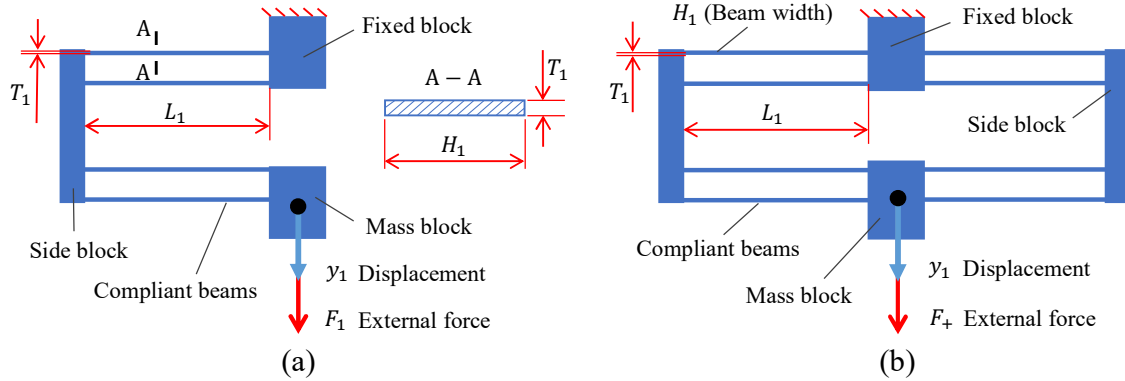 A
A
T₁
L₁
Fixed block
A – A
T₁
H₁
Side block
Compliant beams
Mass block
y₁ Displacement
F₁ External force
(a)
H₁ (Beam width)
Fixed block
T₁
L₁
Side block
Compliant beams
Mass block
y₁ Displacement
F₊ External force
(b)